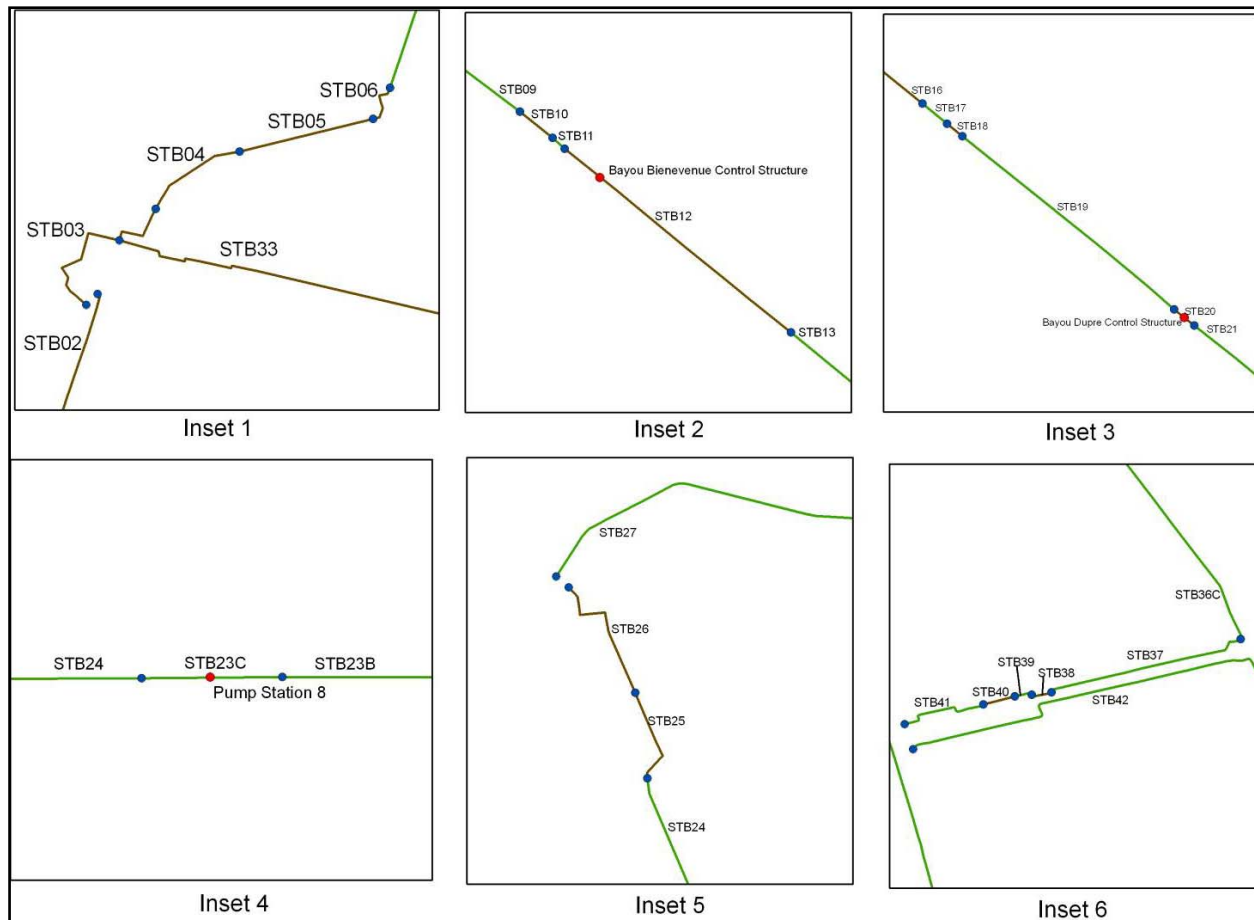 STB06
STB05
STB04
STB03
STB33
STB02
Inset 1
STB09
STB10
STB11
Bayou Bienevenue Control Structure
STB12
STB13
Inset 2
STB16
STB17
STB18
STB19
STB20
Bayou Dupre Control Structure
STB21
Inset 3
STB24
STB23C
STB23B
Pump Station 8
Inset 4
STB27
STB26
STB25
STB24
Inset 5
STB36C
STB37
STB39
STB38
STB40
STB41
STB42
Inset 6